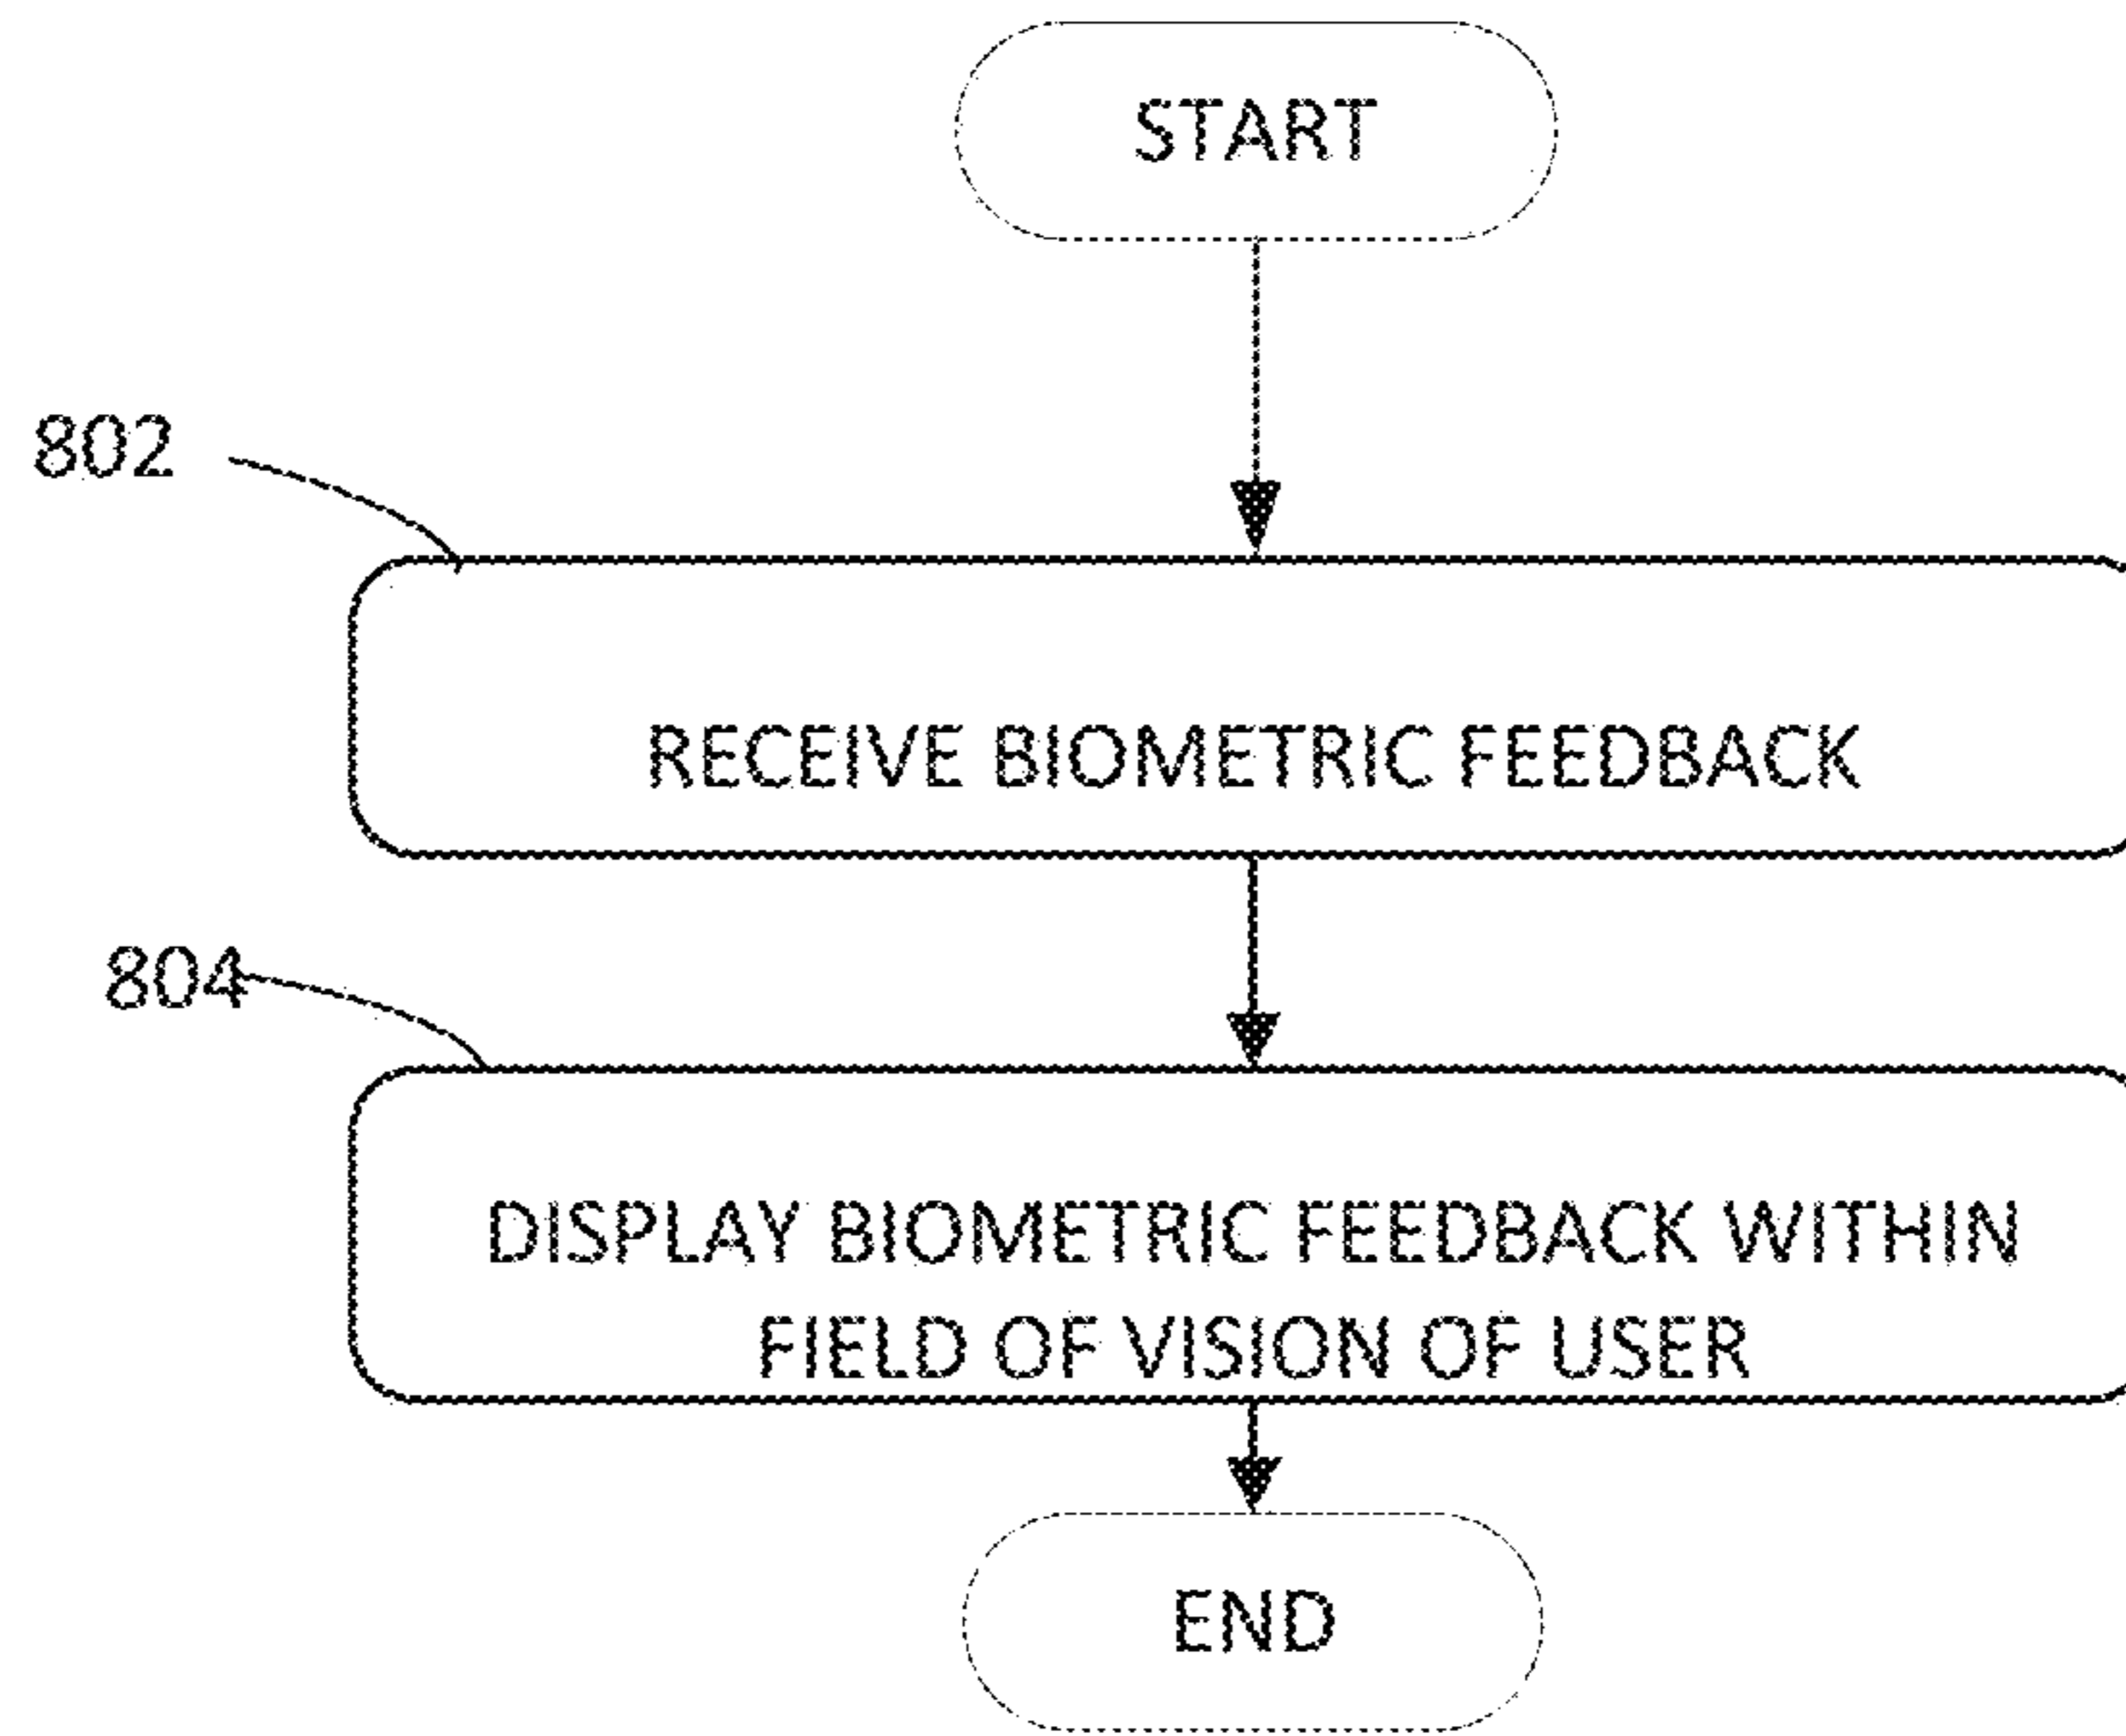 START
802
RECEIVE BIOMETRIC FEEDBACK
804
DISPLAY BIOMETRIC FEEDBACK WITHIN
FIELD OF VISION OF USER
END